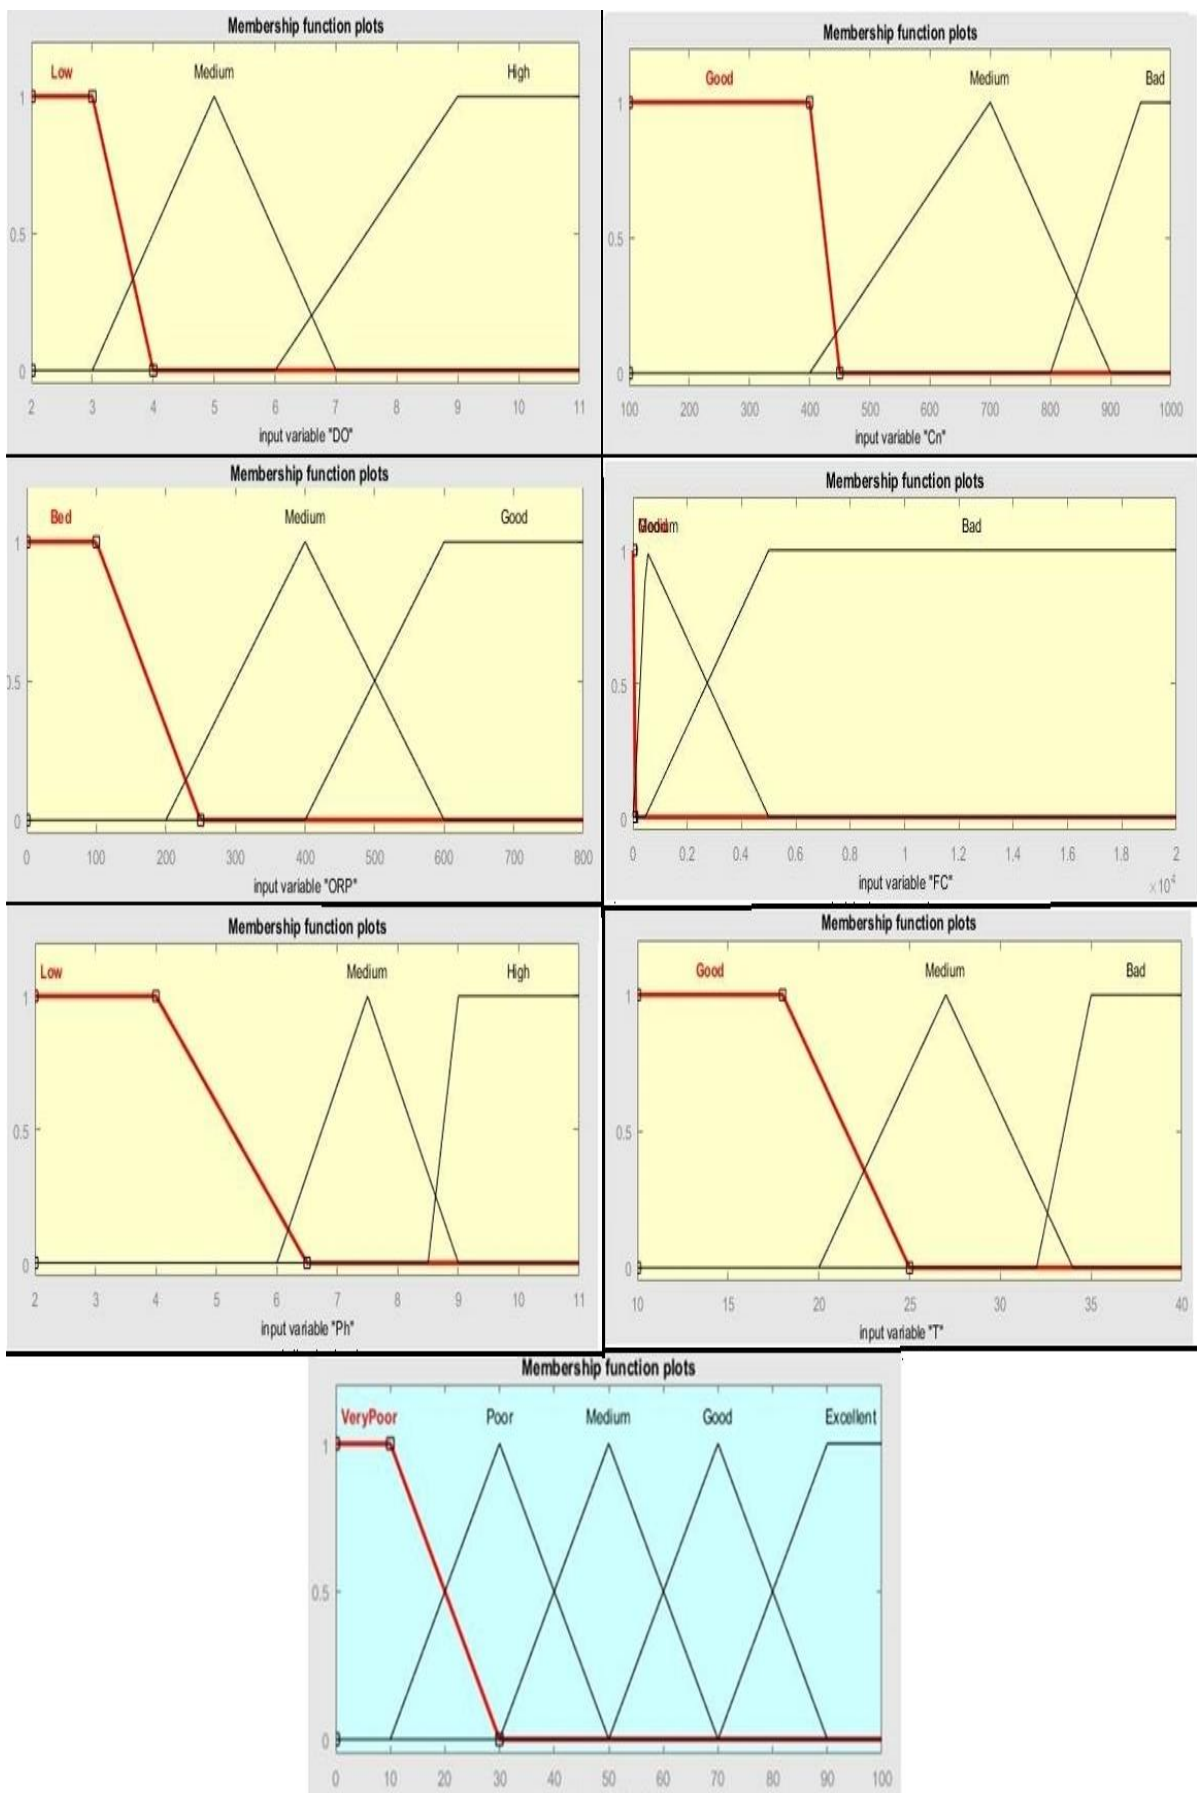 Membership function plots
Low Medium High
1
0.5
0
2 3 4 5 6 7 8 9 10 11
input variable "DO"
Membership function plots
Good Medium Bad
1
0.5
0
100 200 300 400 500 600 700 800 900 1000
input variable "Cn"
Membership function plots
Bed Medium Good
1
0.5
0
0 100 200 300 400 500 600 700 800
input variable "ORP"
Membership function plots
Bad
1
0.5
0
0 0.2 0.4 0.6 0.8 1 1.2 1.4 1.6 1.8 2
input variable "FC"
×10⁴
Membership function plots
Low Medium High
1
0.5
0
2 3 4 5 6 7 8 9 10 11
input variable "Ph"
Membership function plots
Good Medium Bad
1
0.5
0
10 15 20 25 30 35 40
input variable "T"
Membership function plots
VeryPoor Poor Medium Good Excellent
1
0.5
0
0 10 20 30 40 50 60 70 80 90 100